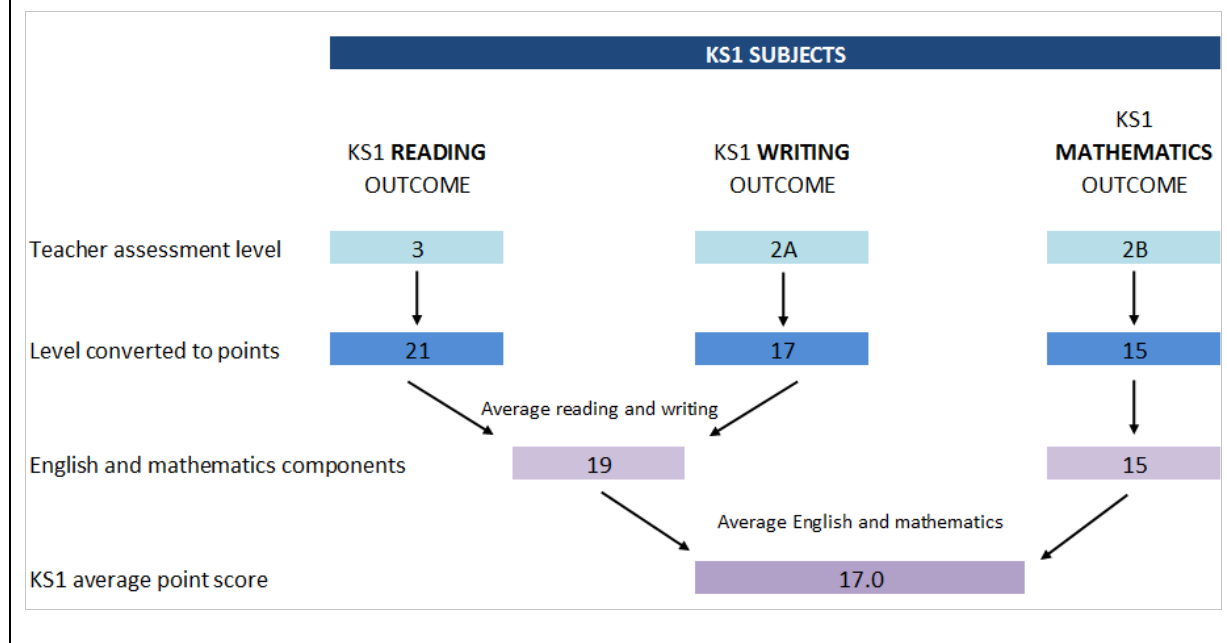 KS1 SUBJECTS
KS1 READING
OUTCOME
KS1 WRITING
OUTCOME
KS1
MATHEMATICS
OUTCOME
Teacher assessment level
3
2A
2B
Level converted to points
21
17
15
Average reading and writing
English and mathematics components
19
15
Average English and mathematics
KS1 average point score
17.0